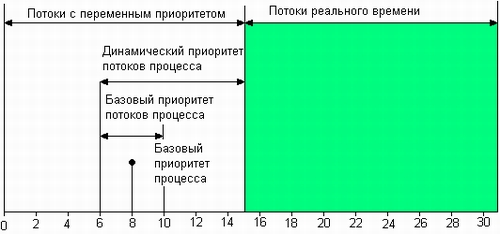 Потоки с переменным приоритетом
Потоки реального времени
Динамический приоритет
потоков процесса
Базовый приоритет
потоков процесса
Базовый
приоритет
процесса
0 2 4 6 8 10 12 14 16 18 20 22 24 26 28 30